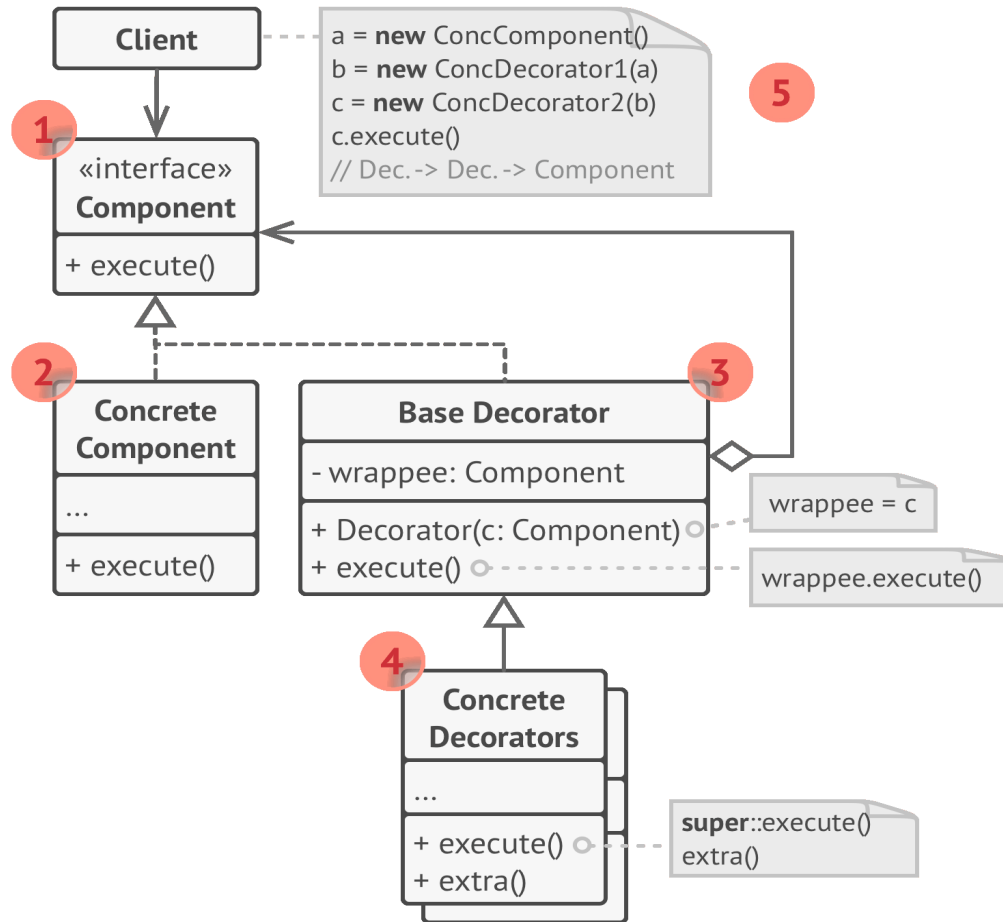 Client
a = new ConcComponent()
b = new ConcDecorator1(a)
c = new ConcDecorator2(b)
c.execute()
// Dec. -> Dec. -> Component
5
1
«interface»
Component
+ execute()
2
Concrete
Component
...
+ execute()
3
Base Decorator
- wrappee: Component
+ Decorator(c: Component)
+ execute()
wrappee = c
wrappee.execute()
4
Concrete
Decorators
...
+ execute()
+ extra()
super::execute()
extra()